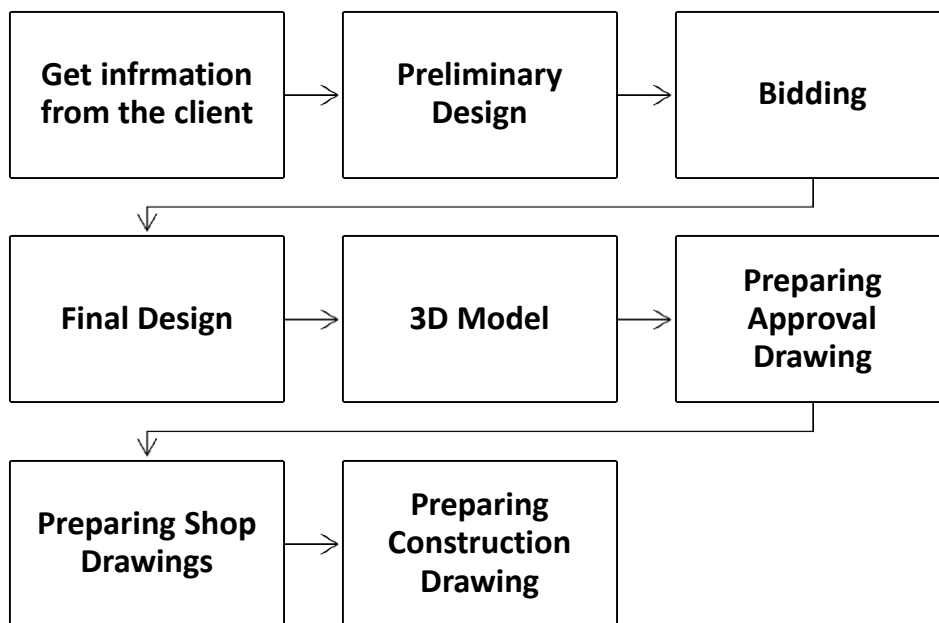 Get infrmation
from the client
Preliminary
Design
Bidding
Final Design
3D Model
Preparing
Approval
Drawing
Preparing Shop
Drawings
Preparing
Construction
Drawing